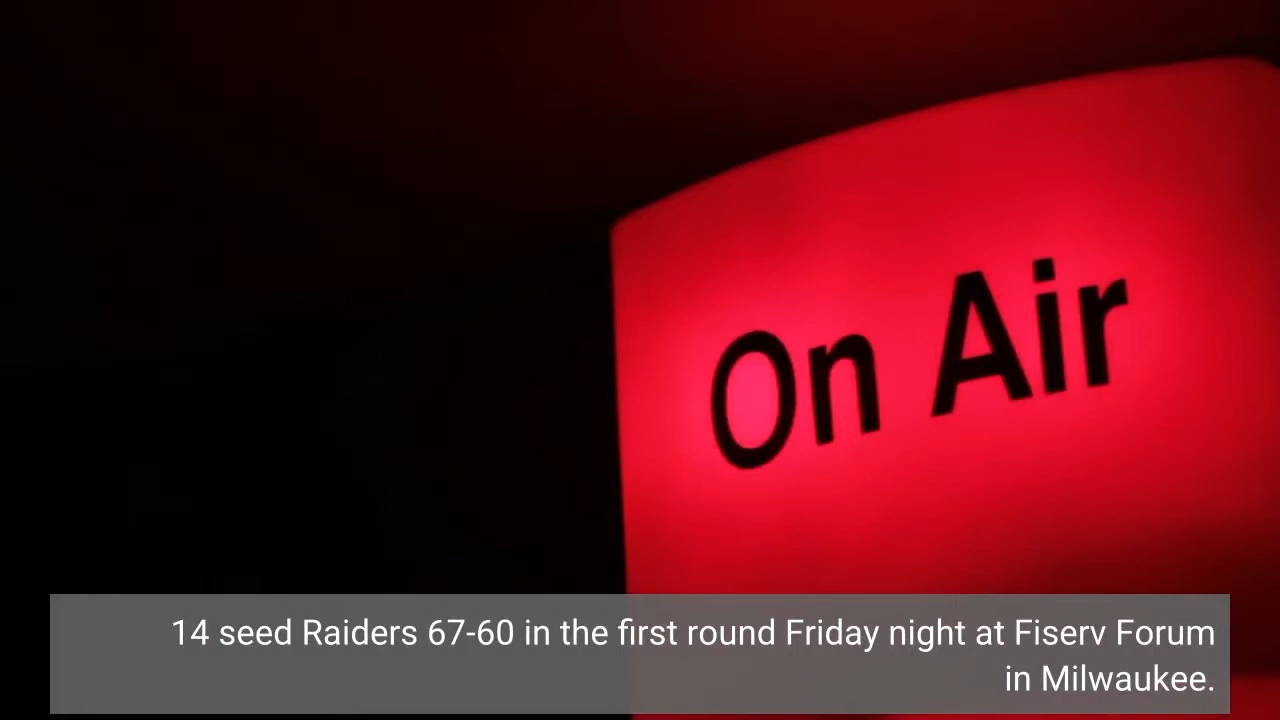 On Air
14 seed Raiders 67-60 in the first round Friday night at Fiserv Forum
in Milwaukee.